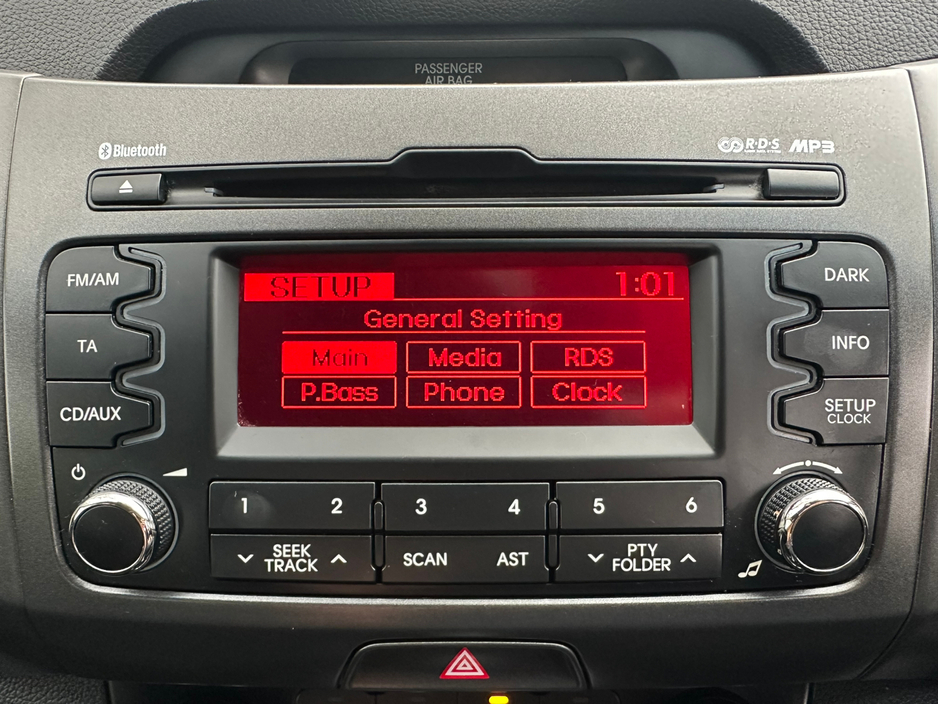 PASSENGER
AIR BAG
Bluetooth
R·D·S MP3
FM/AM
TA
CD/AUX
SETUP 1:01
General Setting
Main Media RDS
P.Bass Phone Clock
DARK
INFO
SETUP
CLOCK
1 2 3 4 5 6
SEEK
TRACK
SCAN AST
PTY
FOLDER